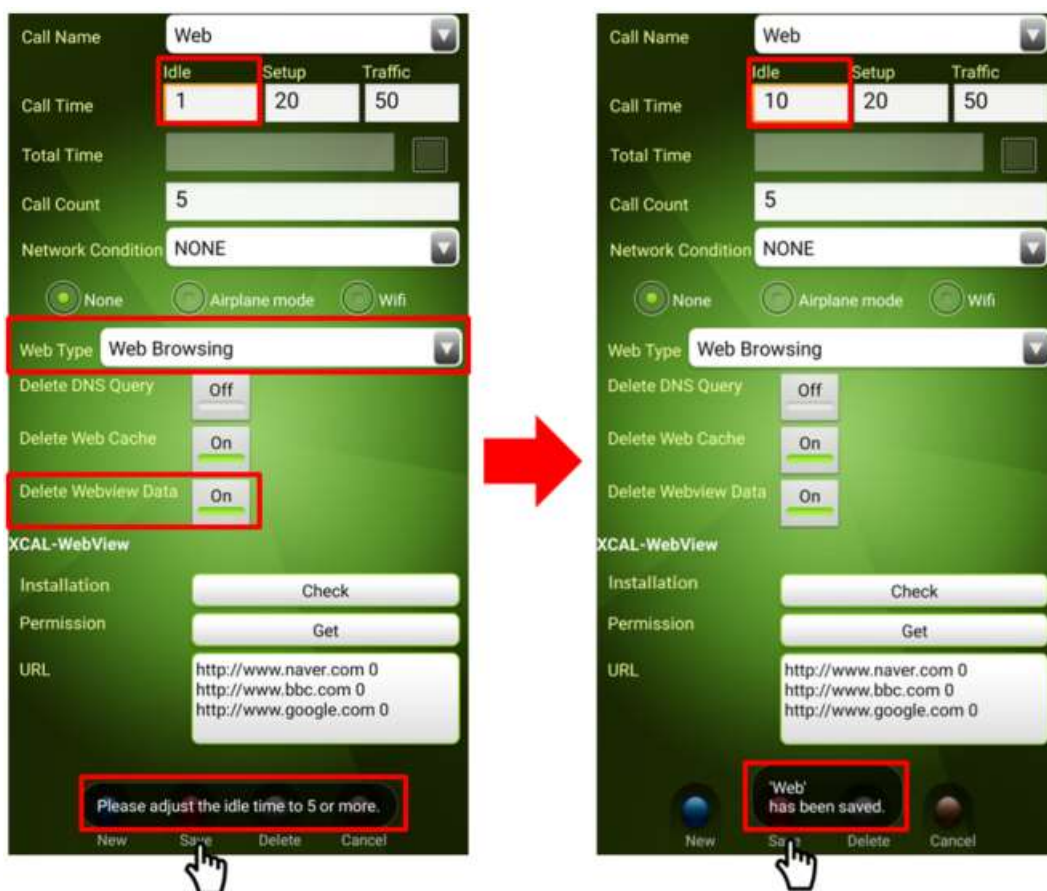 Call Name Web
Idle Setup Traffic
Call Time 1 20 50
Total Time
Call Count 5
Network Condition NONE
None Airplane mode Wifi
Web Type Web Browsing
Delete DNS Query Off
Delete Web Cache On
Delete Webview Data On
XCAL-WebView
Installation Check
Permission Get
URL http://www.naver.com 0
http://www.bbc.com 0
http://www.google.com 0
Please adjust the idle time to 5 or more.
New Save Delete Cancel
Call Name Web
Idle Setup Traffic
Call Time 10 20 50
Total Time
Call Count 5
Network Condition NONE
None Airplane mode Wifi
Web Type Web Browsing
Delete DNS Query Off
Delete Web Cache On
Delete Webview Data On
XCAL-WebView
Installation Check
Permission Get
URL http://www.naver.com 0
http://www.bbc.com 0
http://www.google.com 0
'Web'
has been saved.
New Save Delete Cancel